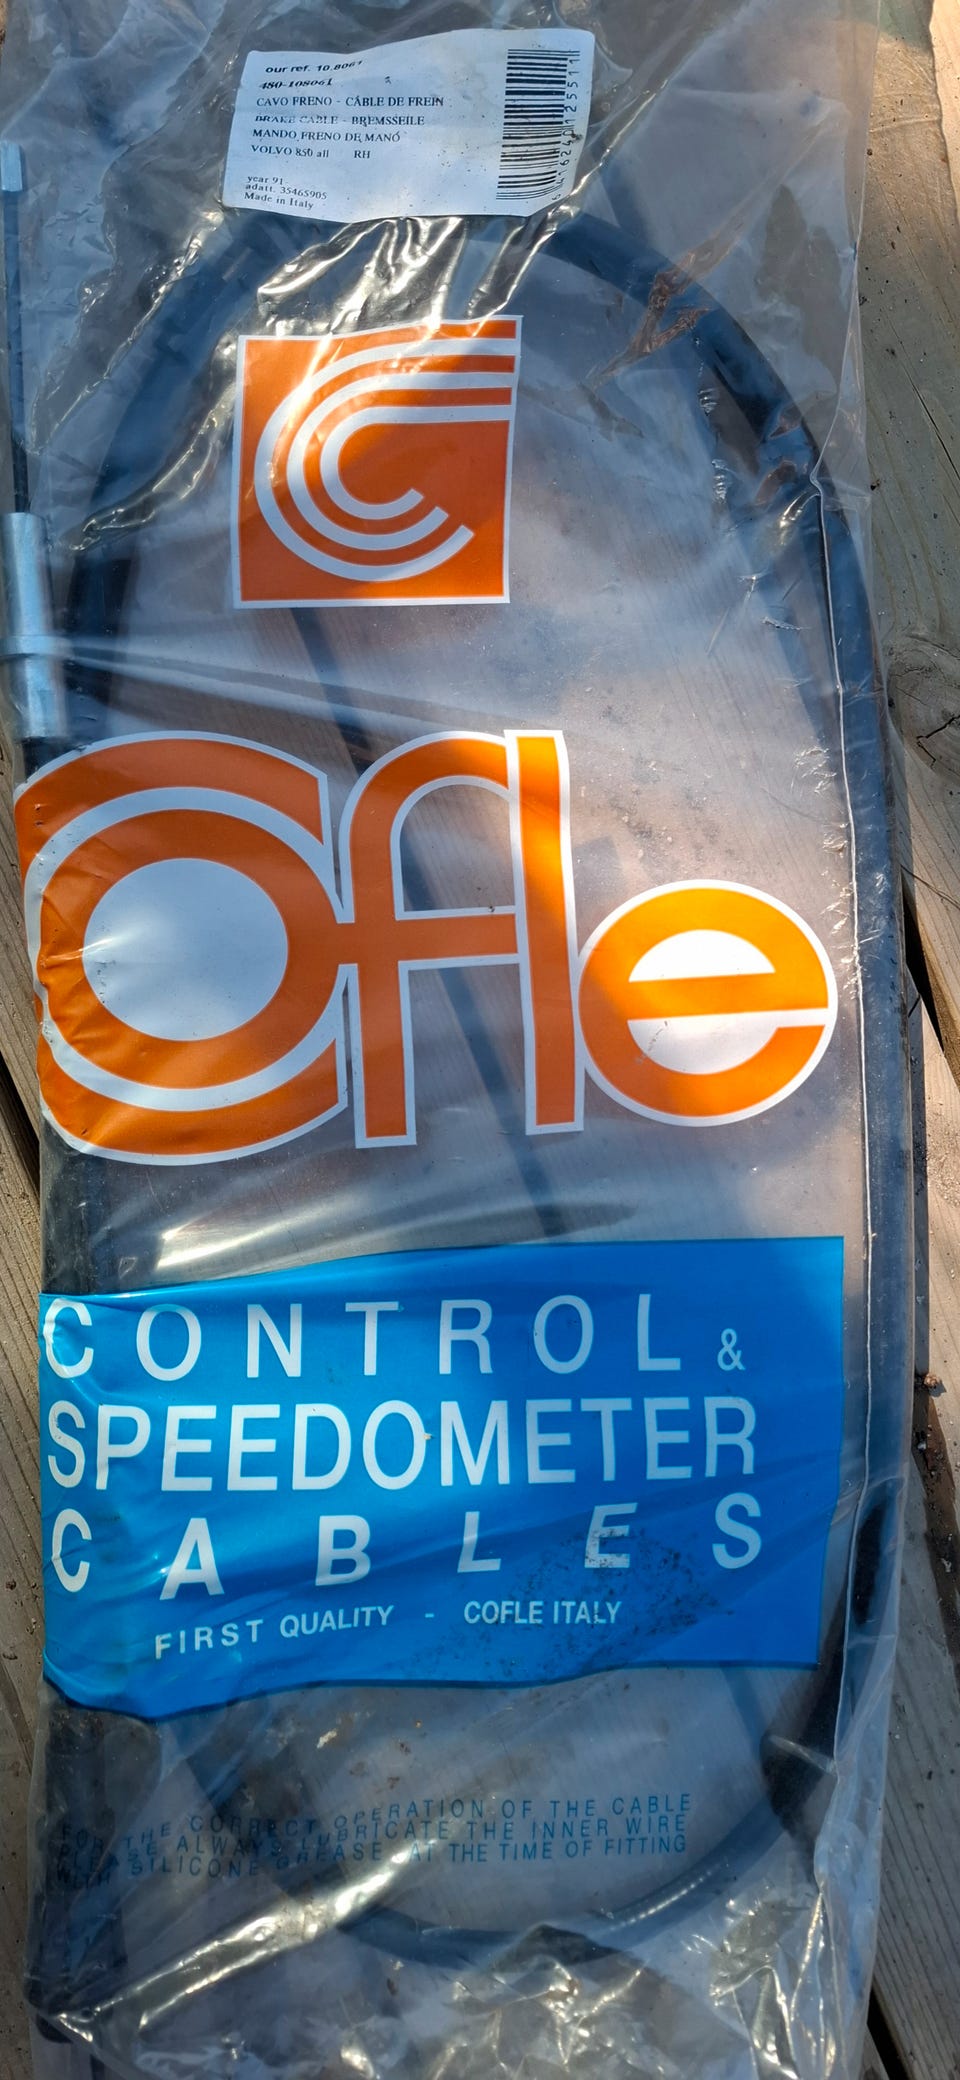 our ref. 10.8061
480-108061
CAVO FRENO - CÂBLE DE FREIN
BRAKE CABLE - BREMSSEILE
MANDO FRENO DE MANÓ
VOLVO 850 all RH
year 91-
adatt. 35465905
Made in Italy
Cofle
CONTROL &
SPEEDOMETER
CABLES
FIRST QUALITY - COFLE ITALY
FOR THE CORRECT OPERATION OF THE CABLE
PLEASE ALWAYS LUBRICATE THE INNER WIRE
WITH SILICONE GREASE AT THE TIME OF FITTING